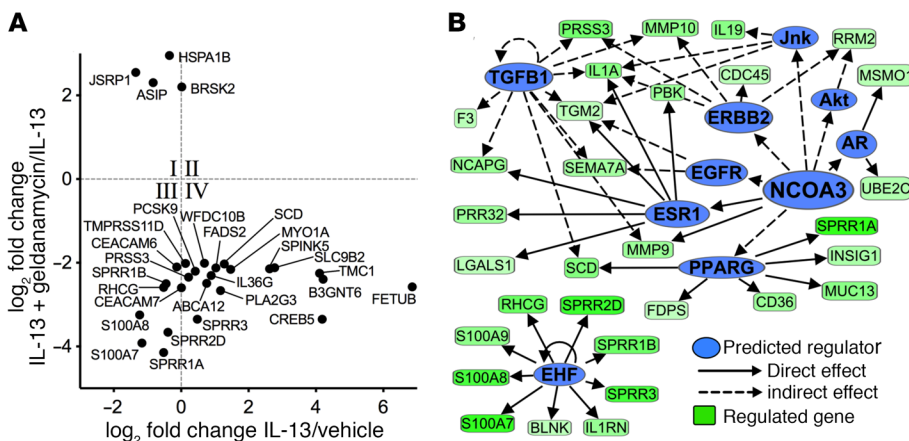 A
HSPA1B
JSRP1
ASIP
BRSK2
2
0
−2
−4
I II
III IV
PCSK9
WFDC10B
SCD
TMPRSS11D
FADS2
MYO1A
CEACAM6
SPINK5
PRSS3
SLC9B2
SPRR1B
IL36G
TMC1
RHCG
ABCA12
PLA2G3
B3GNT6
CEACAM7
FETUB
S100A8
SPRR3
CREB5
SPRR2D
S100A7
SPRR1A
−2 0 2 4 6
log2 fold change IL-13/vehicle
log2 fold change
IL-13 + geldanamycin/IL-13
B
PRSS3
MMP10
IL19
Jnk
RRM2
TGFB1
IL1A
CDC45
MSMO1
PBK
Akt
F3
TGM2
ERBB2
AR
NCAPG
SEMA7A
EGFR
NCOA3
UBE2C
PRR32
ESR1
SPRR1A
LGALS1
MMP9
SCD
PPARG
INSIG1
MUC13
FDPS
CD36
RHCG
SPRR2D
S100A9
SPRR1B
S100A8
EHF
SPRR3
S100A7
BLNK
IL1RN
Predicted regulator
Direct effect
indirect effect
Regulated gene